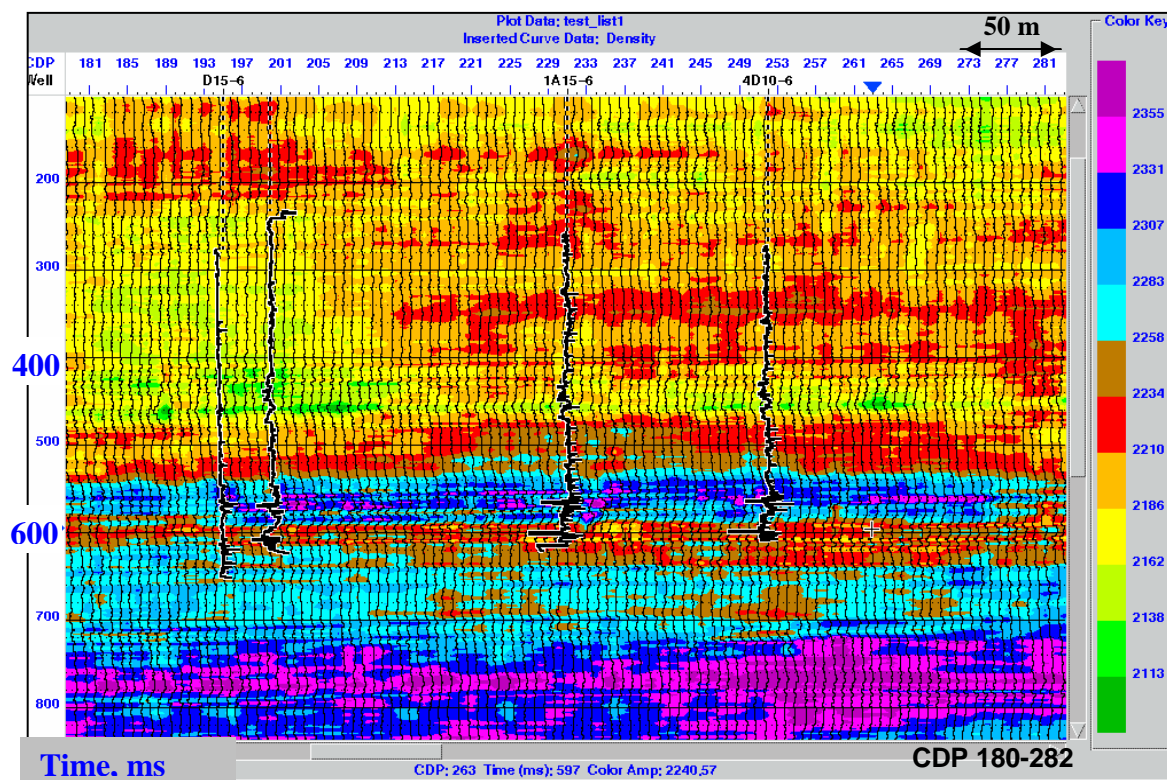 Plot Data: test_list1
Inserted Curve Data: Density
50 m
Color Key
CDP 181 185 189 193 197 201 205 209 213 217 221 225 229 233 237 241 245 249 253 257 261 265 269 273 277 281
Well D15-6 1A15-6 4D10-6
200
300
400
500
600
700
800
2355
2331
2307
2283
2258
2234
2210
2186
2162
2138
2113
Time, ms
CDP 180-282
CDP: 263 Time (ms): 597 Color Amp: 2240,57